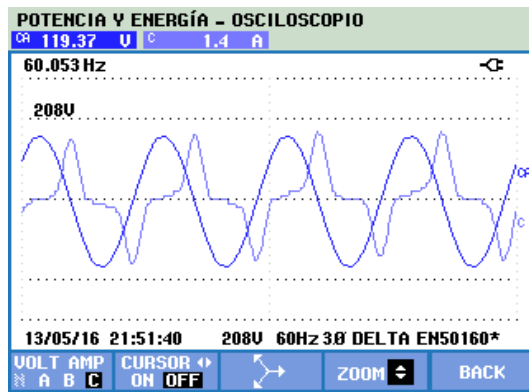 POTENCIA Y ENERGÍA - OSCILOSCOPIO
CA 119.37 V C 1.4 A
60.053 Hz
208V
CA
C
13/05/16 21:51:40 208V 60Hz 3Ø DELTA EN50160*
VOLT AMP CURSOR ZOOM BACK
A B C ON OFF